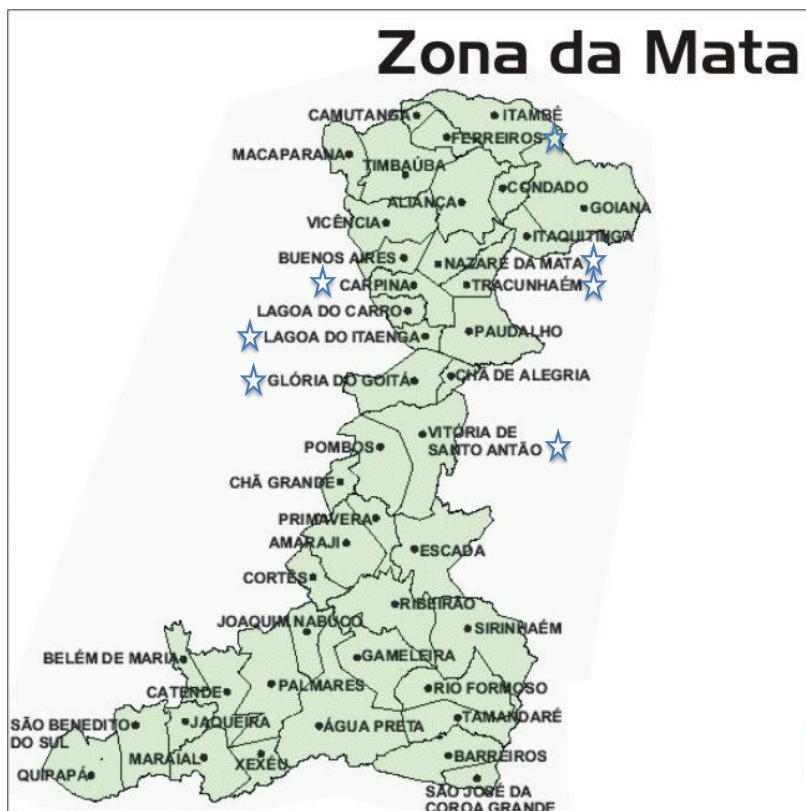 Zona da Mata
CAMUTANGA
ITAMBÉ
FERREIROS
MACAPARANA
TIMBAÚBA
CONDADO
ALIANÇA
GOIANA
VICÊNCIA
ITAQUITINGA
BUENOS AIRES
NAZARÉ DA MATA
CARPINA
TRACUNHAÉM
LAGOA DO CARRO
PAUDALHO
LAGOA DO ITAENGA
GLÓRIA DO GOITÁ
CHÃ DE ALEGRIA
VITÓRIA DE
SANTO ANTÃO
POMBOS
CHÃ GRANDE
PRIMAVERA
AMARAJI
ESCADA
CORTÊS
RIBEIRÃO
JOAQUIM NABUCO
SIRINHAÉM
BELÉM DE MARIA
GAMELEIRA
CATENDE
PALMARES
RIO FORMOSO
SÃO BENEDITO
DO SUL
JAQUEIRA
ÁGUA PRETA
TAMANDARÉ
MARAIAL
XEXÉU
BARREIROS
QUIPAPÁ
SÃO JOSÉ DA
COROA GRANDE